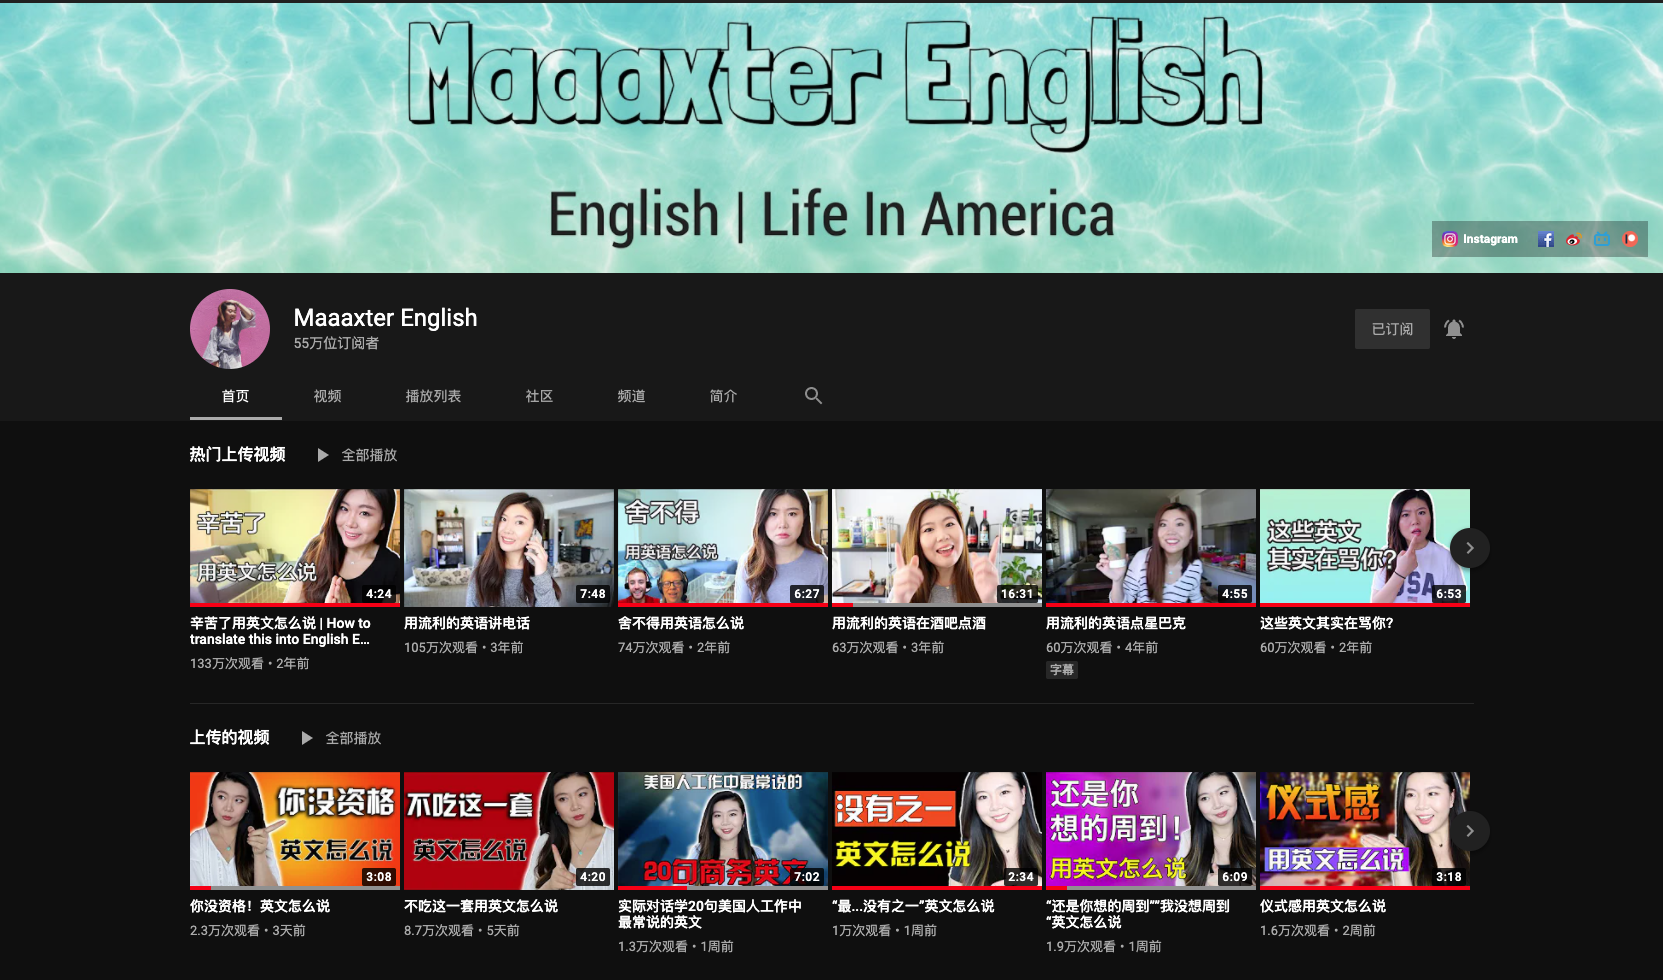 Maaaxter English
English | Life In America
Instagram
Maaaxter English
55万位订阅者
已订阅
首页
视频
播放列表
社区
频道
简介
热门上传视频
全部播放
辛苦了
用英文怎么说
4:24
7:48
舍不得
用英语怎么说
6:27
16:31
4:55
这些英文
其实在骂你?
SA
6:53
辛苦了用英文怎么说 | How to
translate this into English E...
133万次观看・2年前
用流利的英语讲电话
105万次观看・3年前
舍不得用英语怎么说
74万次观看・2年前
用流利的英语在酒吧点酒
63万次观看・3年前
用流利的英语点星巴克
60万次观看・4年前
字幕
这些英文其实在骂你?
60万次观看・2年前
上传的视频
全部播放
你没资格
英文怎么说
3:08
不吃这一套
英文怎么说
4:20
美国人工作中最常说的
20句商务英文
7:02
没有之一
英文怎么说
2:34
还是你
想的周到!
用英文怎么说
6:09
仪式感
用英文怎么说
3:18
你没资格！英文怎么说
2.3万次观看・3天前
不吃这一套用英文怎么说
8.7万次观看・5天前
实际对话学20句美国人工作中
最常说的英文
1.3万次观看・1周前
“最...没有之一”英文怎么说
1万次观看・1周前
“还是你想的周到”“我没想周到
“英文怎么说
1.9万次观看・1周前
仪式感用英文怎么说
1.6万次观看・2周前